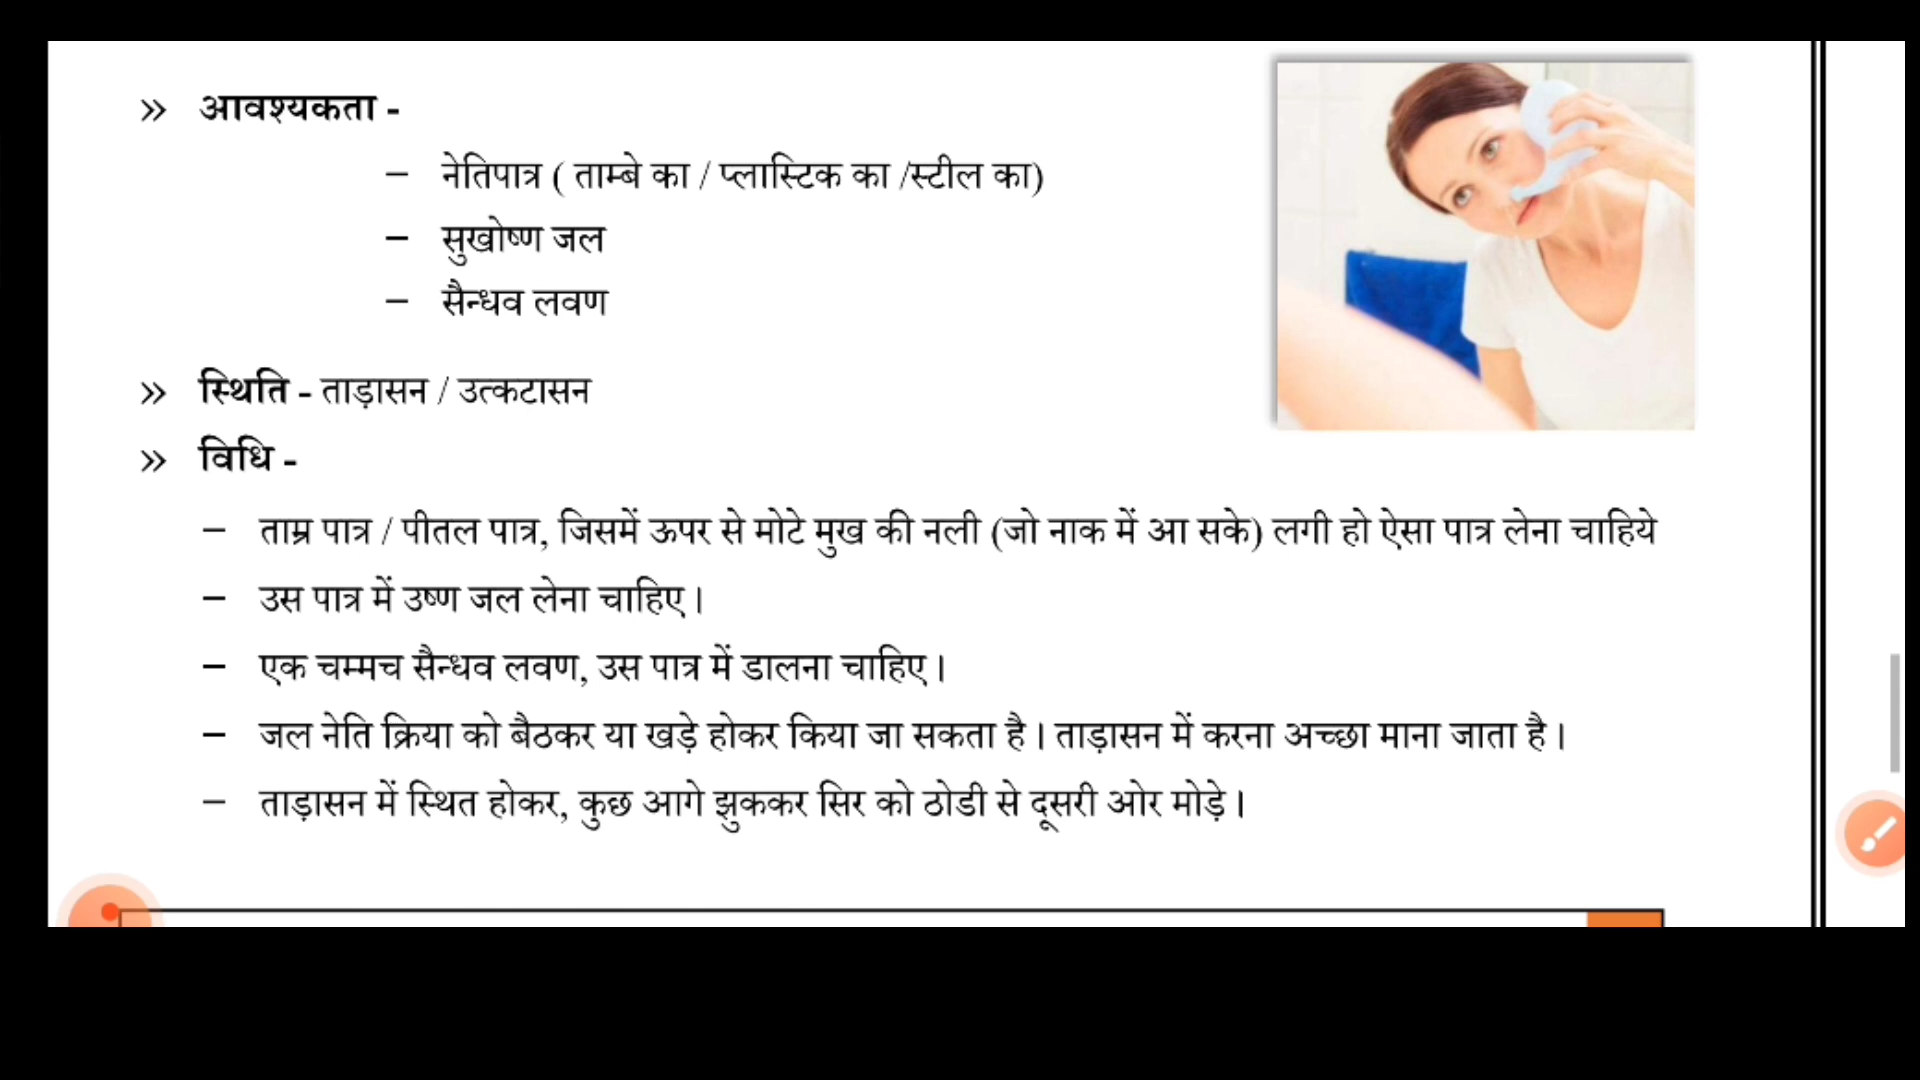 » आवश्यकता -
– नेतिपात्र ( ताम्बे का / प्लास्टिक का /स्टील का)
– सुखोष्ण जल
– सैन्धव लवण
» स्थिति - ताड़ासन / उत्कटासन
» विधि -
– ताम्र पात्र / पीतल पात्र, जिसमें ऊपर से मोटे मुख की नली (जो नाक में आ सके) लगी हो ऐसा पात्र लेना चाहिये
– उस पात्र में उष्ण जल लेना चाहिए।
– एक चम्मच सैन्धव लवण, उस पात्र में डालना चाहिए।
– जल नेति क्रिया को बैठकर या खड़े होकर किया जा सकता है। ताड़ासन में करना अच्छा माना जाता है।
– ताड़ासन में स्थित होकर, कुछ आगे झुककर सिर को ठोडी से दूसरी ओर मोड़े।